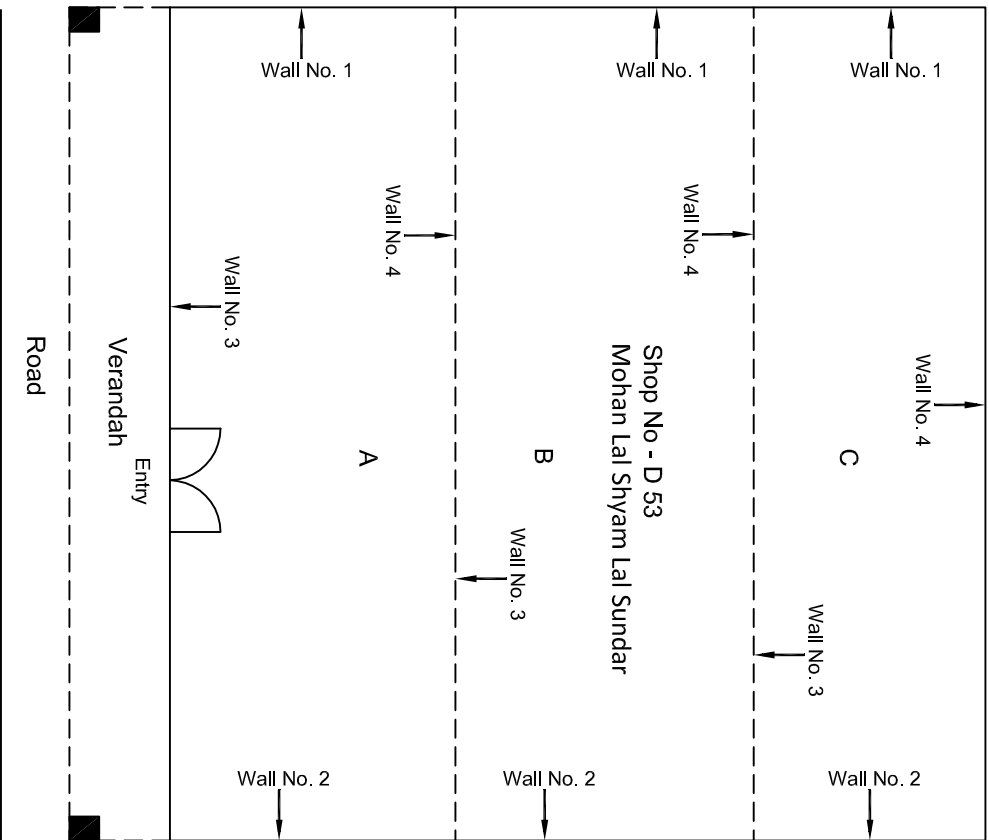 Wall No. 1
Wall No. 1
Wall No. 1
Wall No. 4
Wall No. 4
Wall No. 3
Wall No. 4
Road
Verandah
Entry
A
B
C
Shop No - D 53
Mohan Lal Shyam Lal Sundar
Wall No. 3
Wall No. 3
Wall No. 2
Wall No. 2
Wall No. 2